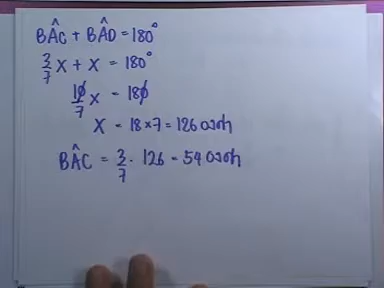 BÂC + BÂD = 180°
3/7 x + x = 180°
10/7 x = 180
x = 18 × 7 = 126 องศา
BÂC = 3/7 · 126 = 54 องศา